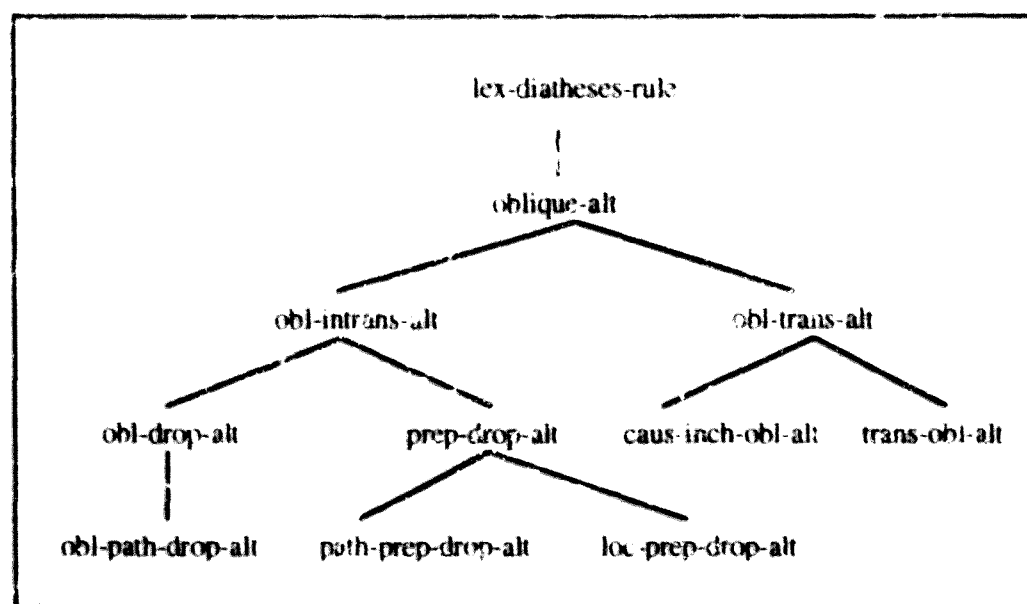 lex-diatheses-rule
oblique-alt
obl-intrans-alt obl-trans-alt
obl-drop-alt prep-drop-alt caus-inch-obl-alt trans-obl-alt
obl-path-drop-alt path-prep-drop-alt loc-prep-drop-alt